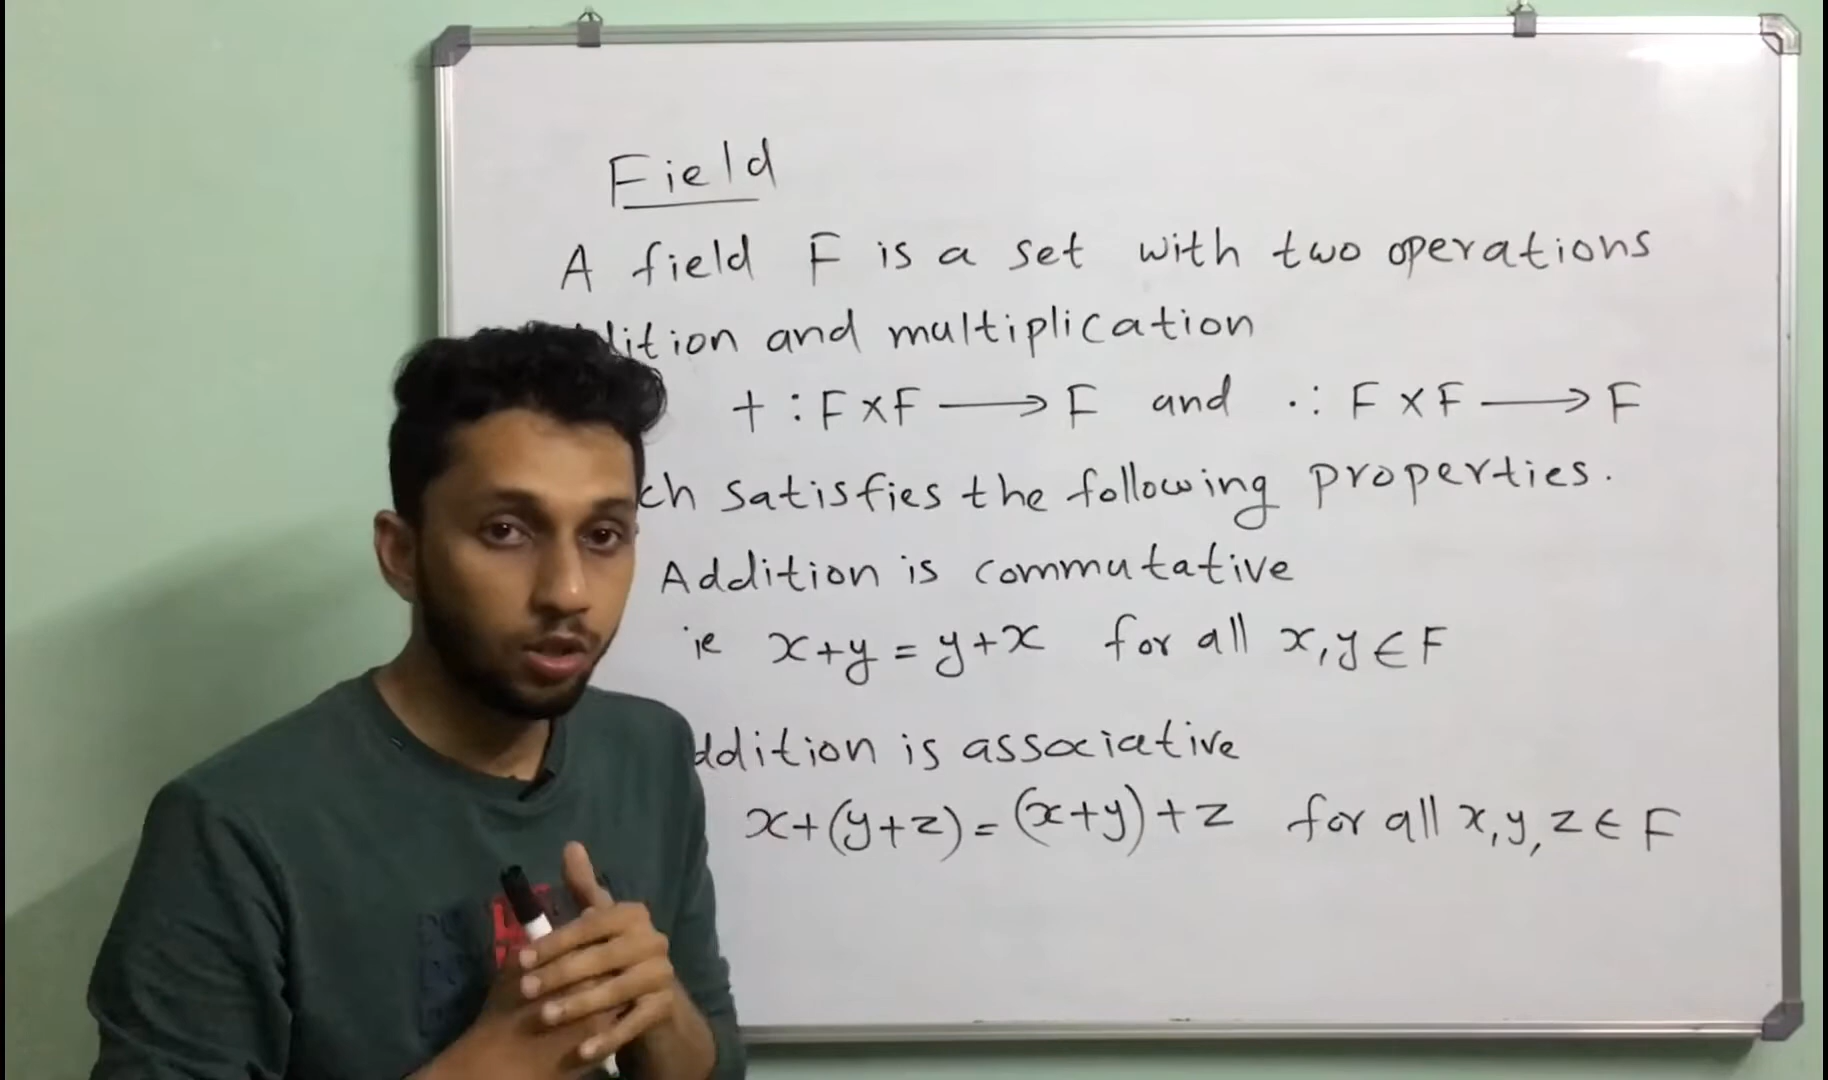 Field
A field F is a set with two operations
dition and multiplication
+ : F×F ⟶ F and · : F×F ⟶ F
ch satisfies the following properties.
Addition is commutative
ie x+y = y+x for all x,y ∈ F
ddition is associative
x+(y+z) = (x+y)+z for all x,y,z ∈ F